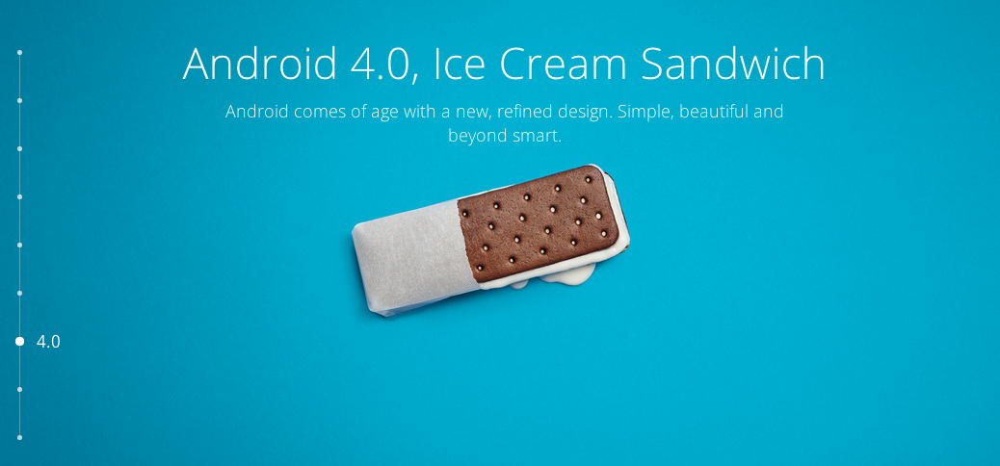 Android 4.0, Ice Cream Sandwich
Android comes of age with a new, refined design. Simple, beautiful and
beyond smart.
4.0